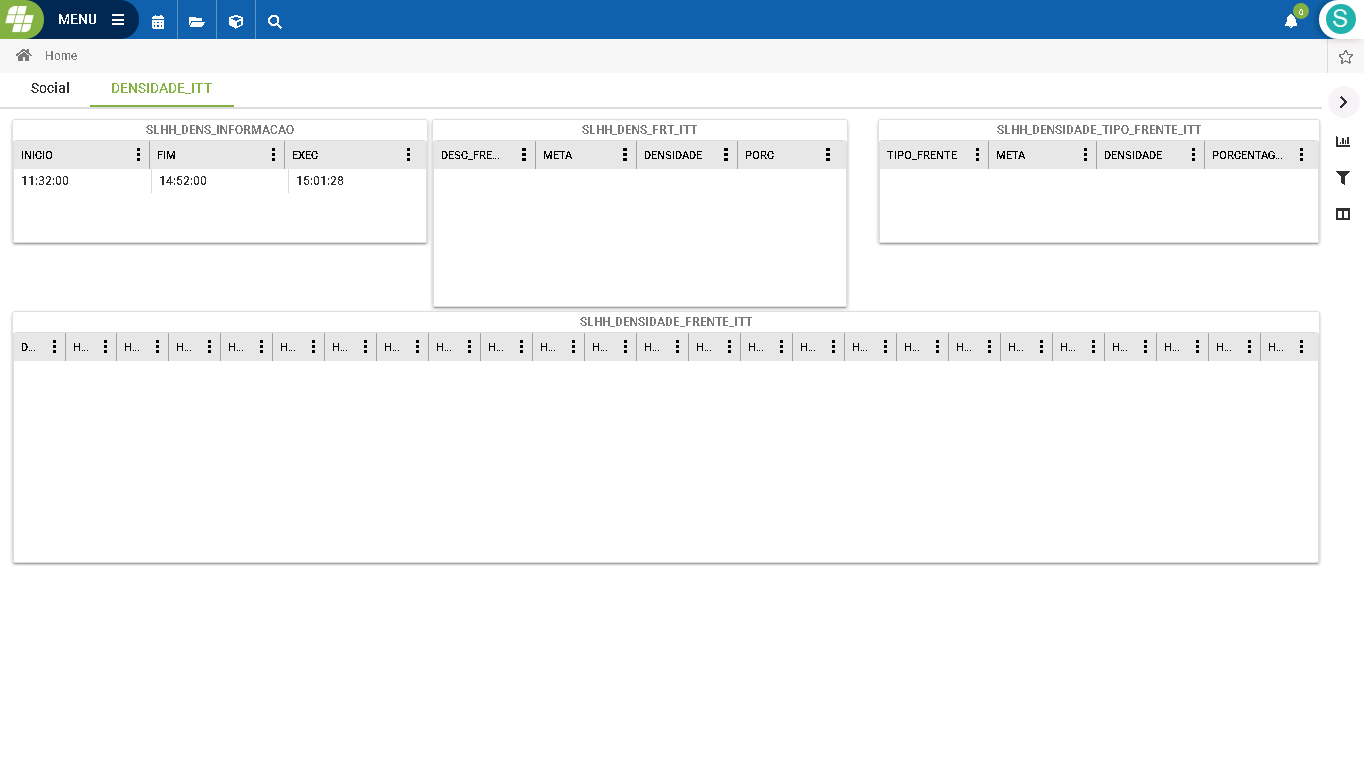 MENU
0
S
Home
Social DENSIDADE_ITT
SLHH_DENS_INFORMACAO
INICIO FIM EXEC
11:32:00 14:52:00 15:01:28
SLHH_DENS_FRT_ITT
DESC_FRE... META DENSIDADE PORC
SLHH_DENSIDADE_TIPO_FRENTE_ITT
TIPO_FRENTE META DENSIDADE PORCENTAG...
SLHH_DENSIDADE_FRENTE_ITT
D... H... H... H... H... H... H... H... H... H... H... H... H... H... H... H... H... H... H... H... H... H... H... H... H...